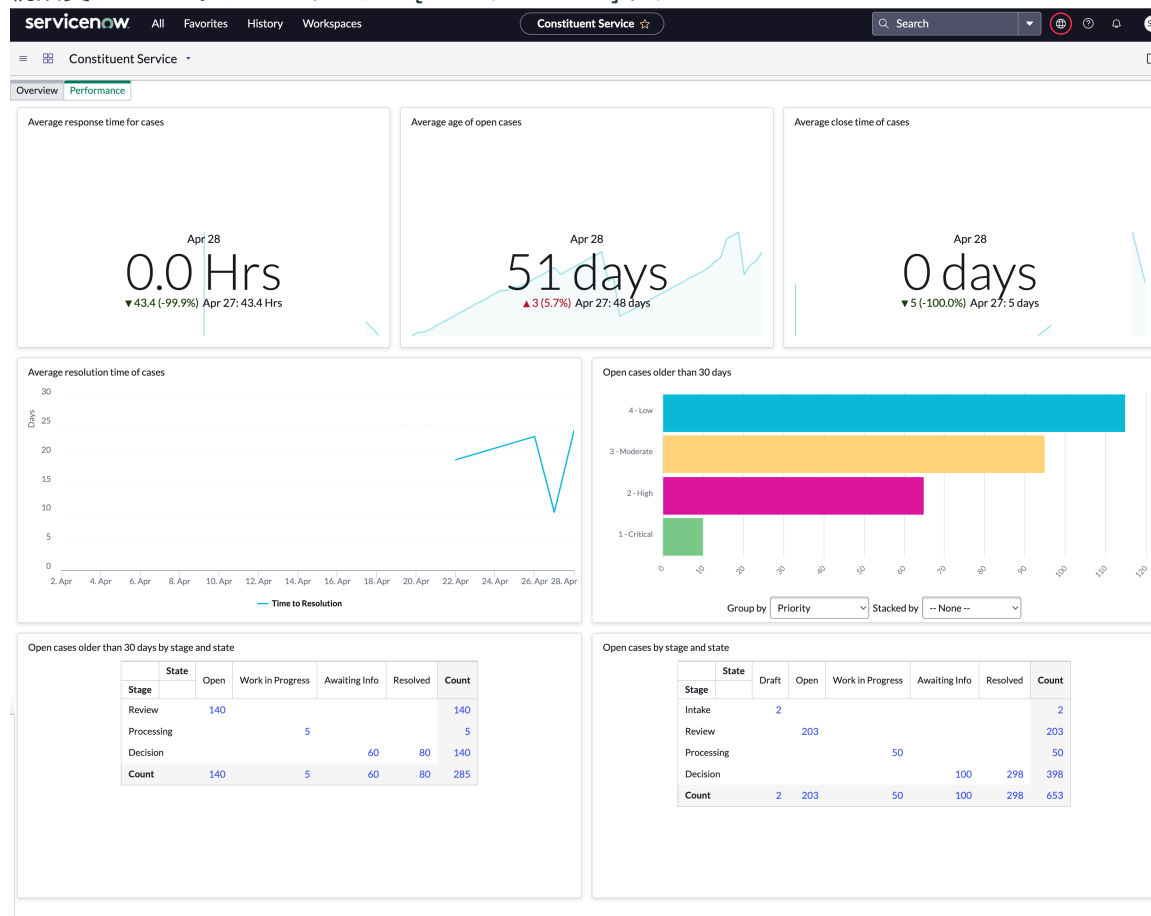 servicenow All Favorites History Workspaces Constituent Service Search
Constituent Service
Overview Performance
Average response time for cases
Apr 28
0.0 Hrs
▼43.4 (-99.9%) Apr 27: 43.4 Hrs
Average age of open cases
Apr 28
51 days
▲3 (5.7%) Apr 27: 48 days
Average close time of cases
Apr 28
0 days
▼5 (-100.0%) Apr 27: 5 days
Average resolution time of cases
Days
30
25
20
15
10
5
0
2. Apr 4. Apr 6. Apr 8. Apr 10. Apr 12. Apr 14. Apr 16. Apr 18. Apr 20. Apr 22. Apr 24. Apr 26. Apr 28. Apr
Time to Resolution
Open cases older than 30 days
4 - Low
3 - Moderate
2 - High
1 - Critical
0 10 20 30 40 50 60 70 80 90 100 110 120
Group by Priority Stacked by -- None --
Open cases older than 30 days by stage and state
State Open Work in Progress Awaiting Info Resolved Count
Stage
Review 140 140
Processing 5 5
Decision 60 80 140
Count 140 5 60 80 285
Open cases by stage and state
State Draft Open Work in Progress Awaiting Info Resolved Count
Stage
Intake 2 2
Review 203 203
Processing 50 50
Decision 100 298 398
Count 2 203 50 100 298 653